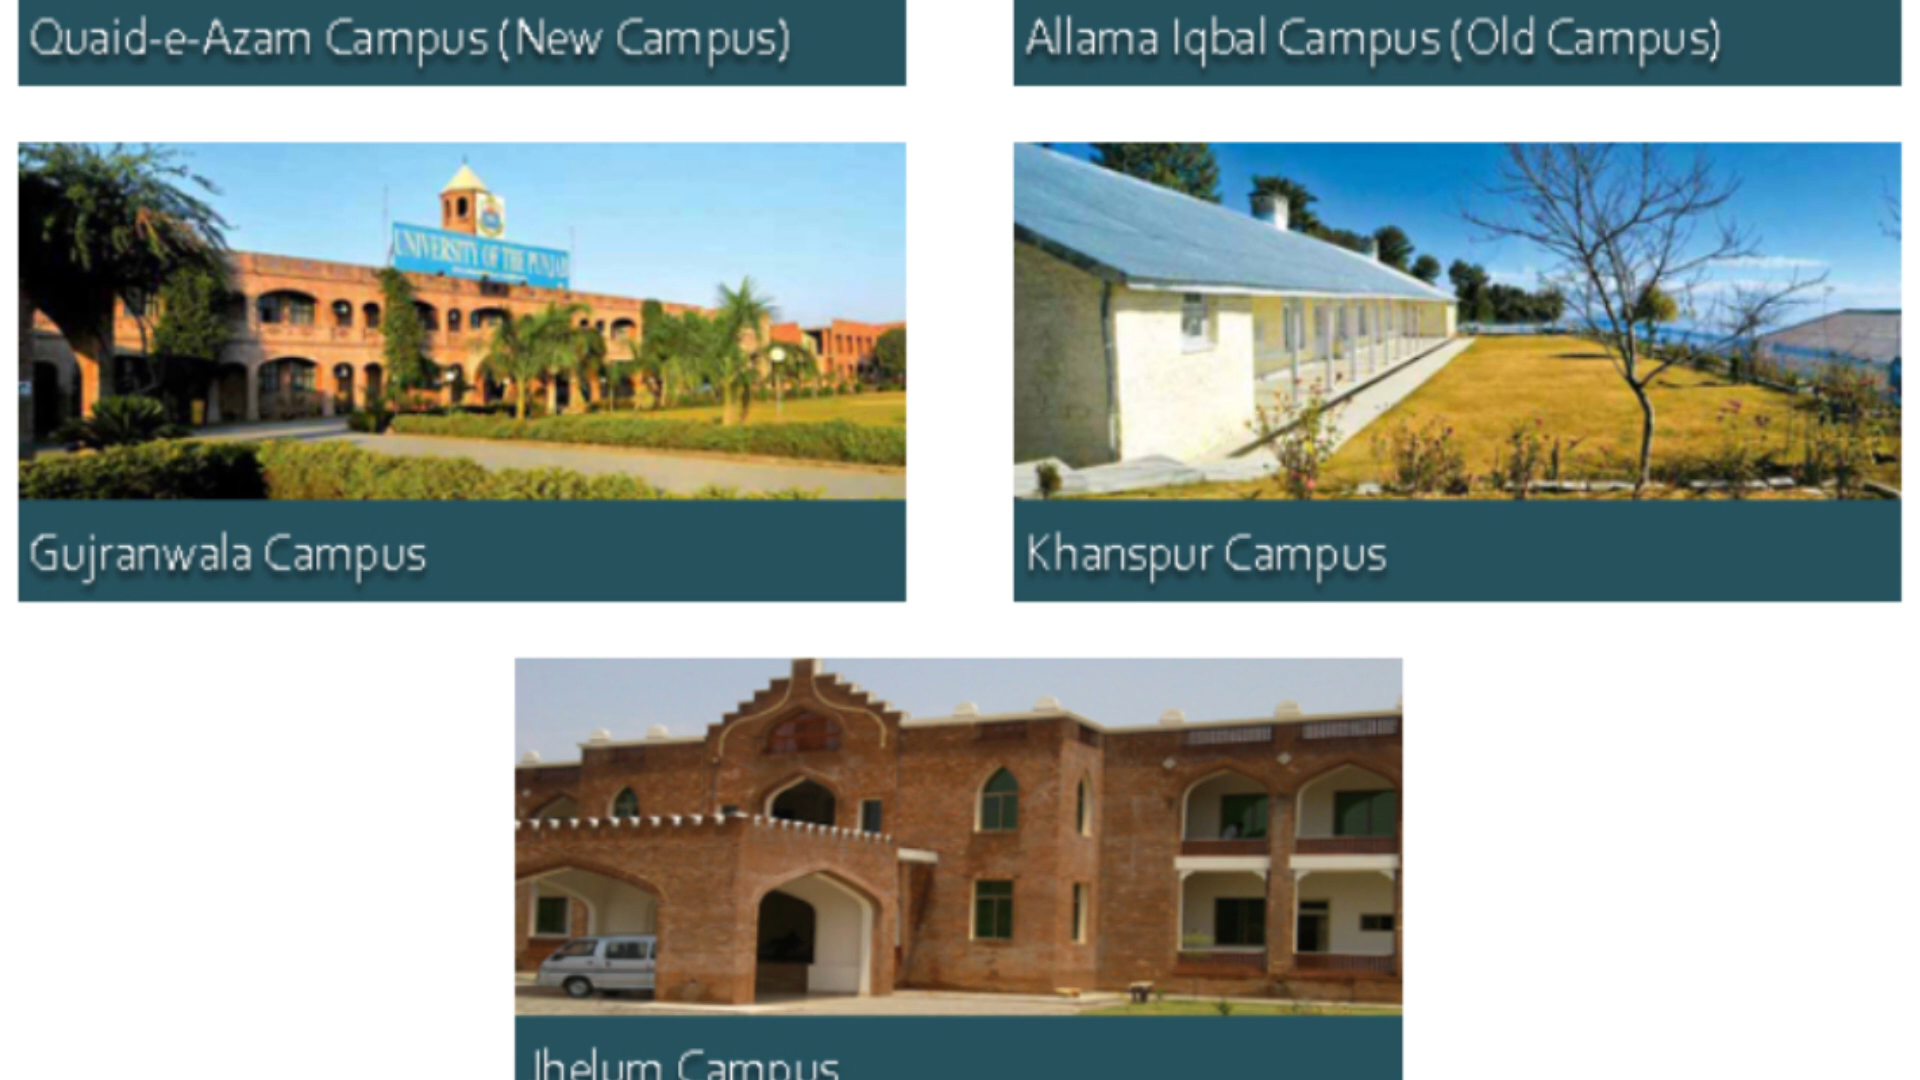 Quaid-e-Azam Campus (New Campus)
Allama Iqbal Campus (Old Campus)
UNIVERSITY OF THE PUNJAB
Gujranwala Campus
Khanspur Campus
Jhelum Campus